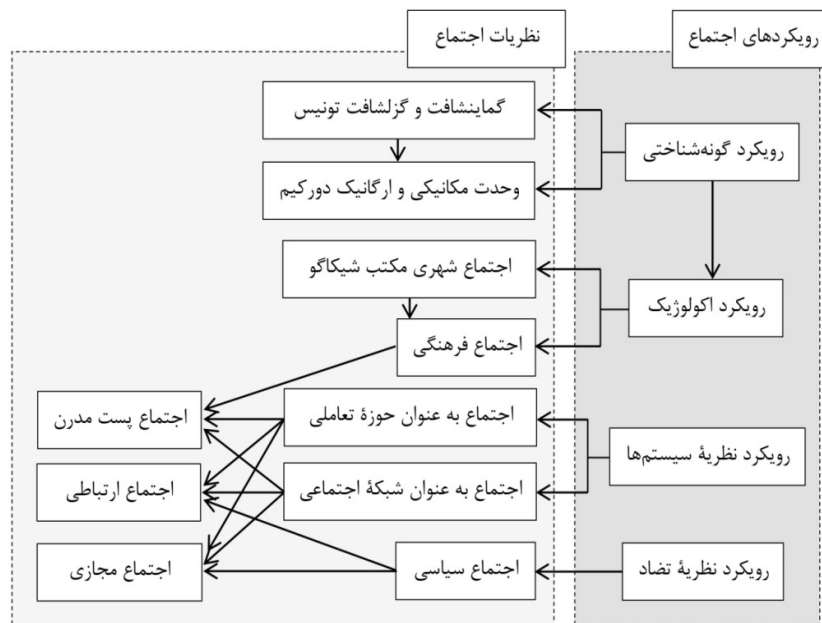 رویکردهای اجتماع
نظریات اجتماع
گماینشافت و گزلشافت تونیس
رویکرد گونه‌شناختی
وحدت مکانیکی و ارگانیک دورکیم
اجتماع شهری مکتب شیکاگو
رویکرد اکولوژیک
اجتماع فرهنگی
اجتماع به عنوان حوزهٔ تعاملی
اجتماع پست مدرن
رویکرد نظریهٔ سیستم‌ها
اجتماع به عنوان شبکهٔ اجتماعی
اجتماع ارتباطی
رویکرد نظریهٔ تضاد
اجتماع سیاسی
اجتماع مجازی